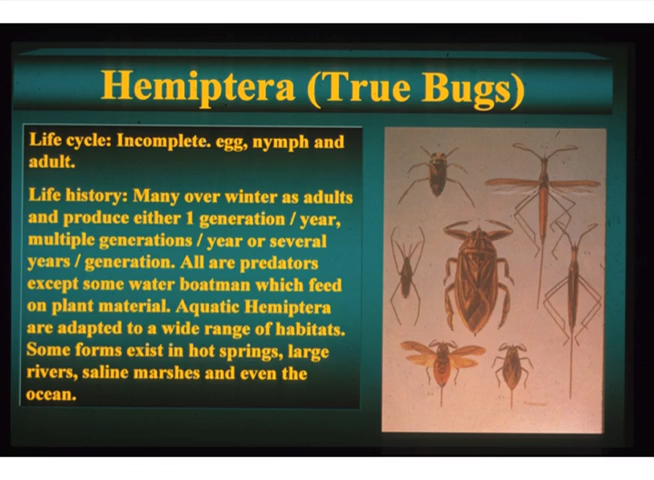 Hemiptera (True Bugs)
Life cycle: Incomplete. egg, nymph and
adult.
Life history: Many over winter as adults
and produce either 1 generation / year,
multiple generations / year or several
years / generation. All are predators
except some water boatman which feed
on plant material. Aquatic Hemiptera
are adapted to a wide range of habitats.
Some forms exist in hot springs, large
rivers, saline marshes and even the
ocean.